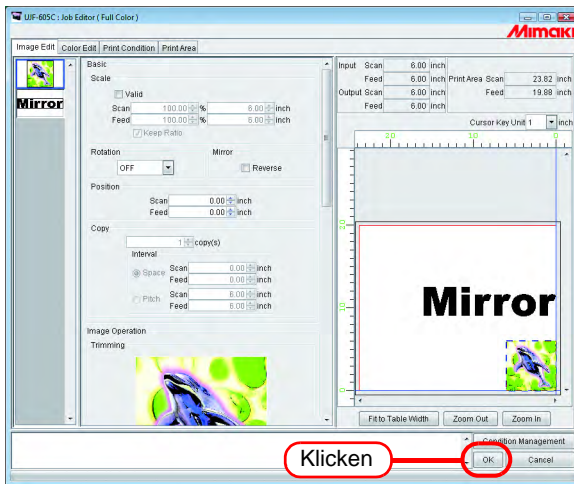 UJF-605C : Job Editor ( Full Color )
Mimaki
Image Edit Color Edit Print Condition Print Area
Mirror
Basic
Scale
Valid
Scan 100.00 % 6.00 inch
Feed 100.00 % 6.00 inch
Keep Ratio
Rotation Mirror
OFF Reverse
Position
Scan 0.00 inch
Feed 0.00 inch
Copy
1 copy(s)
Interval
Space Scan 0.00 inch
Feed 0.00 inch
Pitch Scan 6.00 inch
Feed 6.00 inch
Image Operation
Trimming
Input Scan 6.00 inch
Feed 6.00 inch Print Area Scan 23.62 inch
Output Scan 6.00 inch Feed 19.88 inch
Feed 6.00 inch
Cursor Key Unit 1 inch
20 10 0
20
10
0
Mirror
Fit to Table Width Zoom Out Zoom In
Condition Management
OK Cancel
Klicken